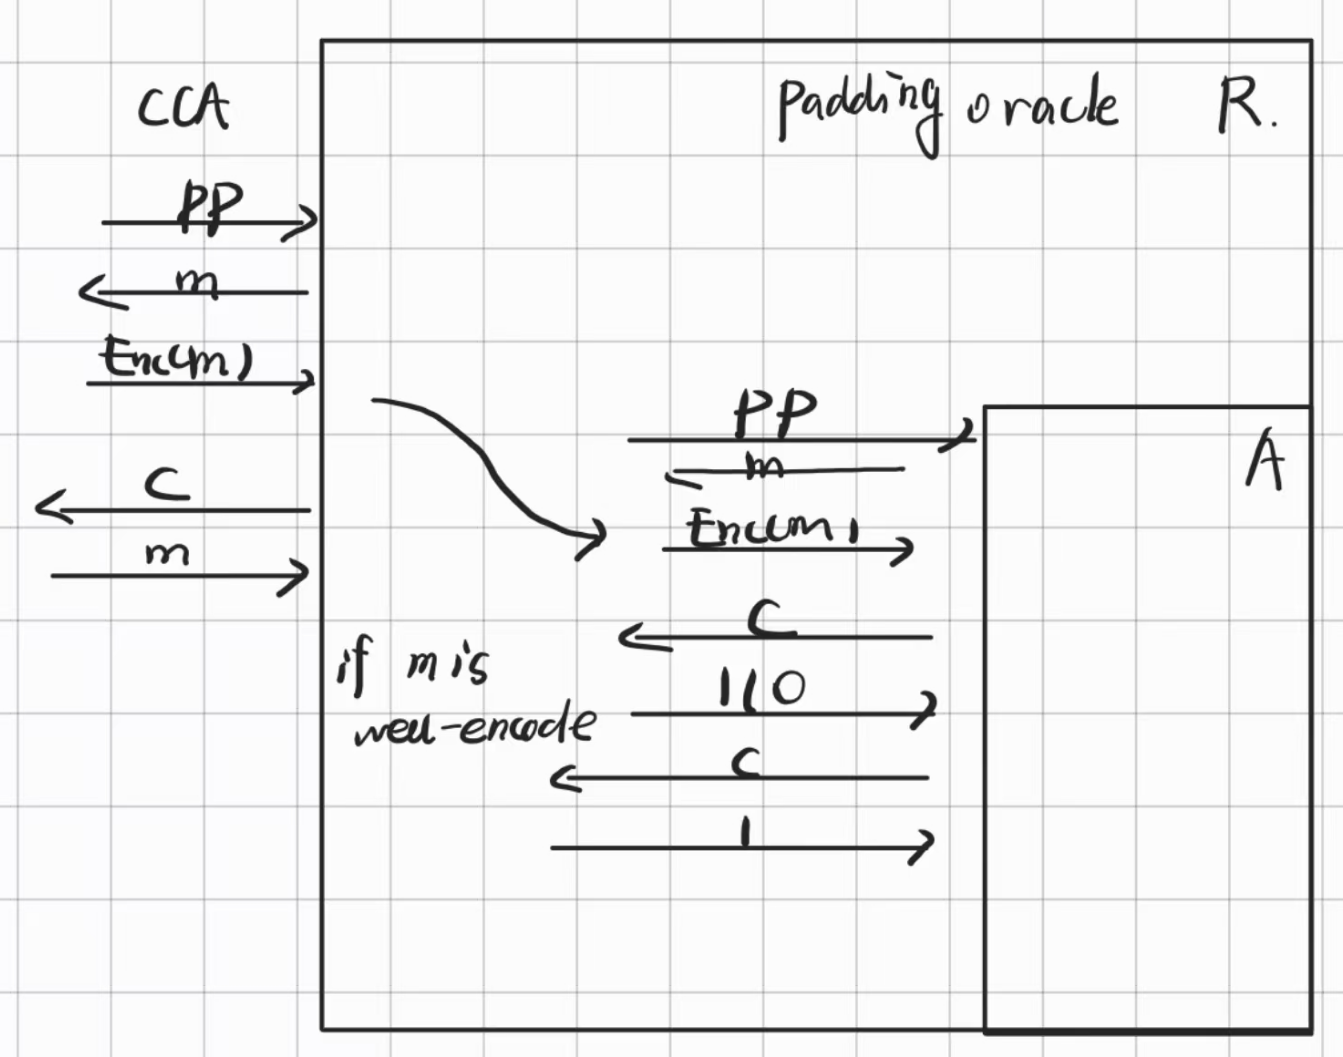 CCA
padding oracle R.
PP
m
Enc(m)
C
m
if m is
well-encode
PP
m
Enc(m)
C
1/0
C
1
A